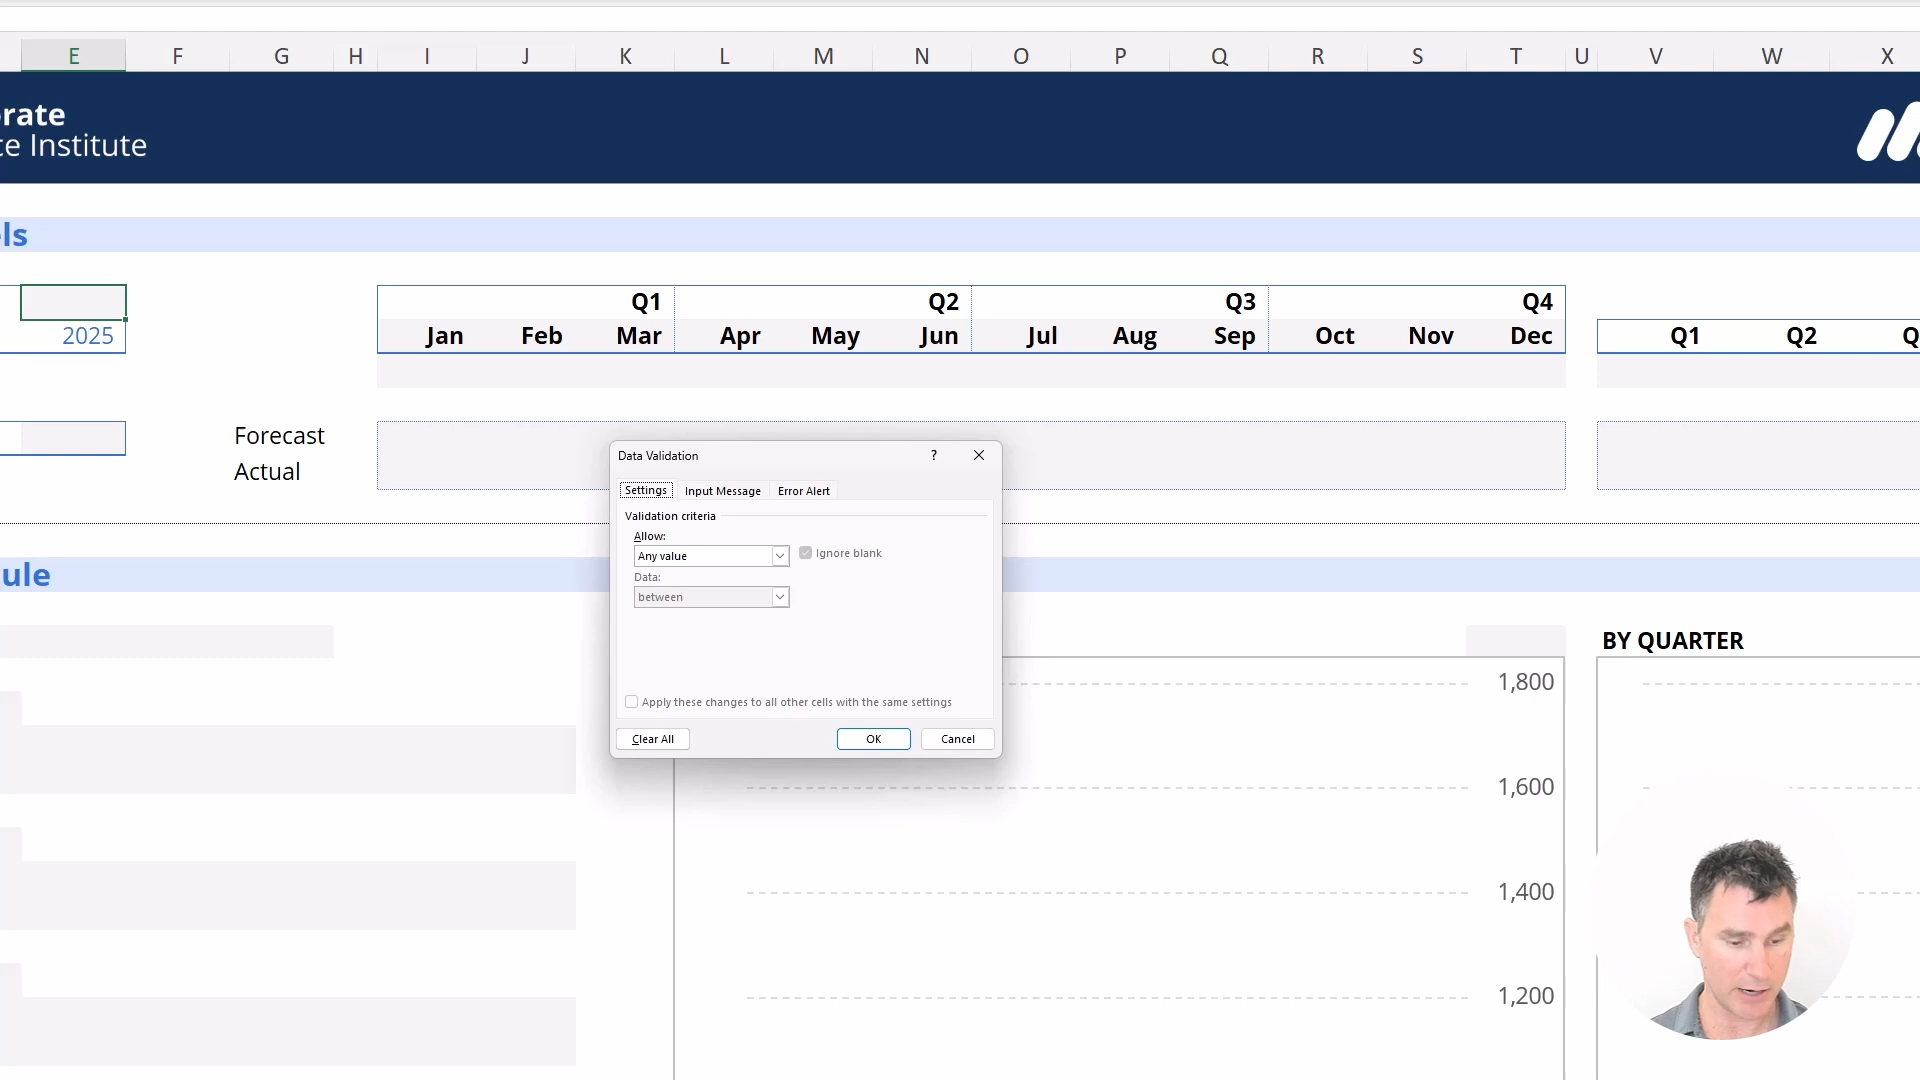 E F G H I J K L M N O P Q R S T U V W X
rate
ce Institute
ls
Q1 Q2 Q3 Q4
2025 Jan Feb Mar Apr May Jun Jul Aug Sep Oct Nov Dec Q1 Q2 Q
Forecast
Actual
Data Validation ?
Settings Input Message Error Alert
Validation criteria
Allow:
Any value Ignore blank
Data:
between
Apply these changes to all other cells with the same settings
Clear All OK Cancel
ule
BY QUARTER
1,800
1,600
1,400
1,200